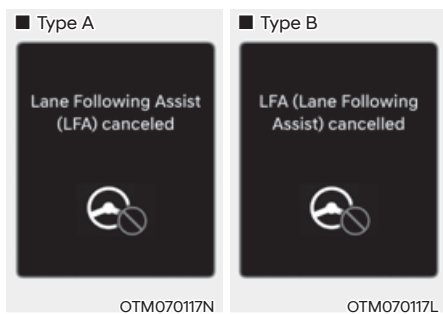 ■ Type A
Lane Following Assist
(LFA) canceled
OTM070117N
■ Type B
LFA (Lane Following
Assist) cancelled
OTM070117L